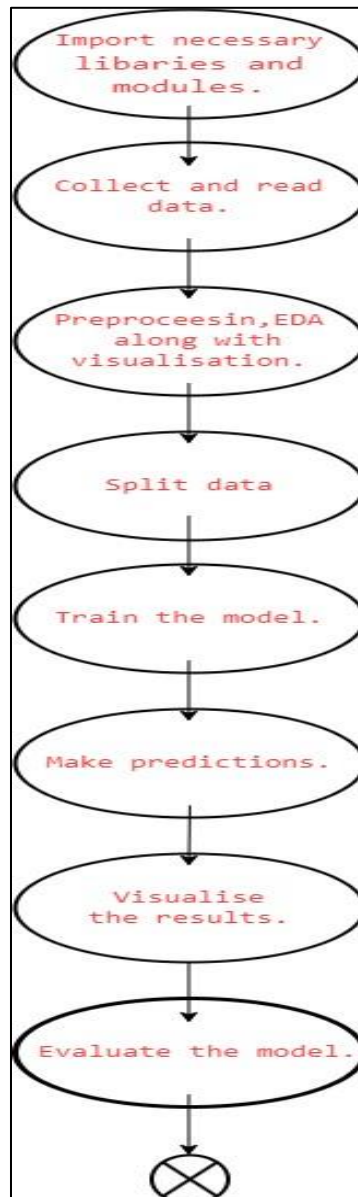 Import necessary
libaries and
modules.
Collect and read
data.
Preproceesin,EDA
along with
visualisation.
Split data
Train the model.
Make predictions.
Visualise
the results.
Evaluate the model.